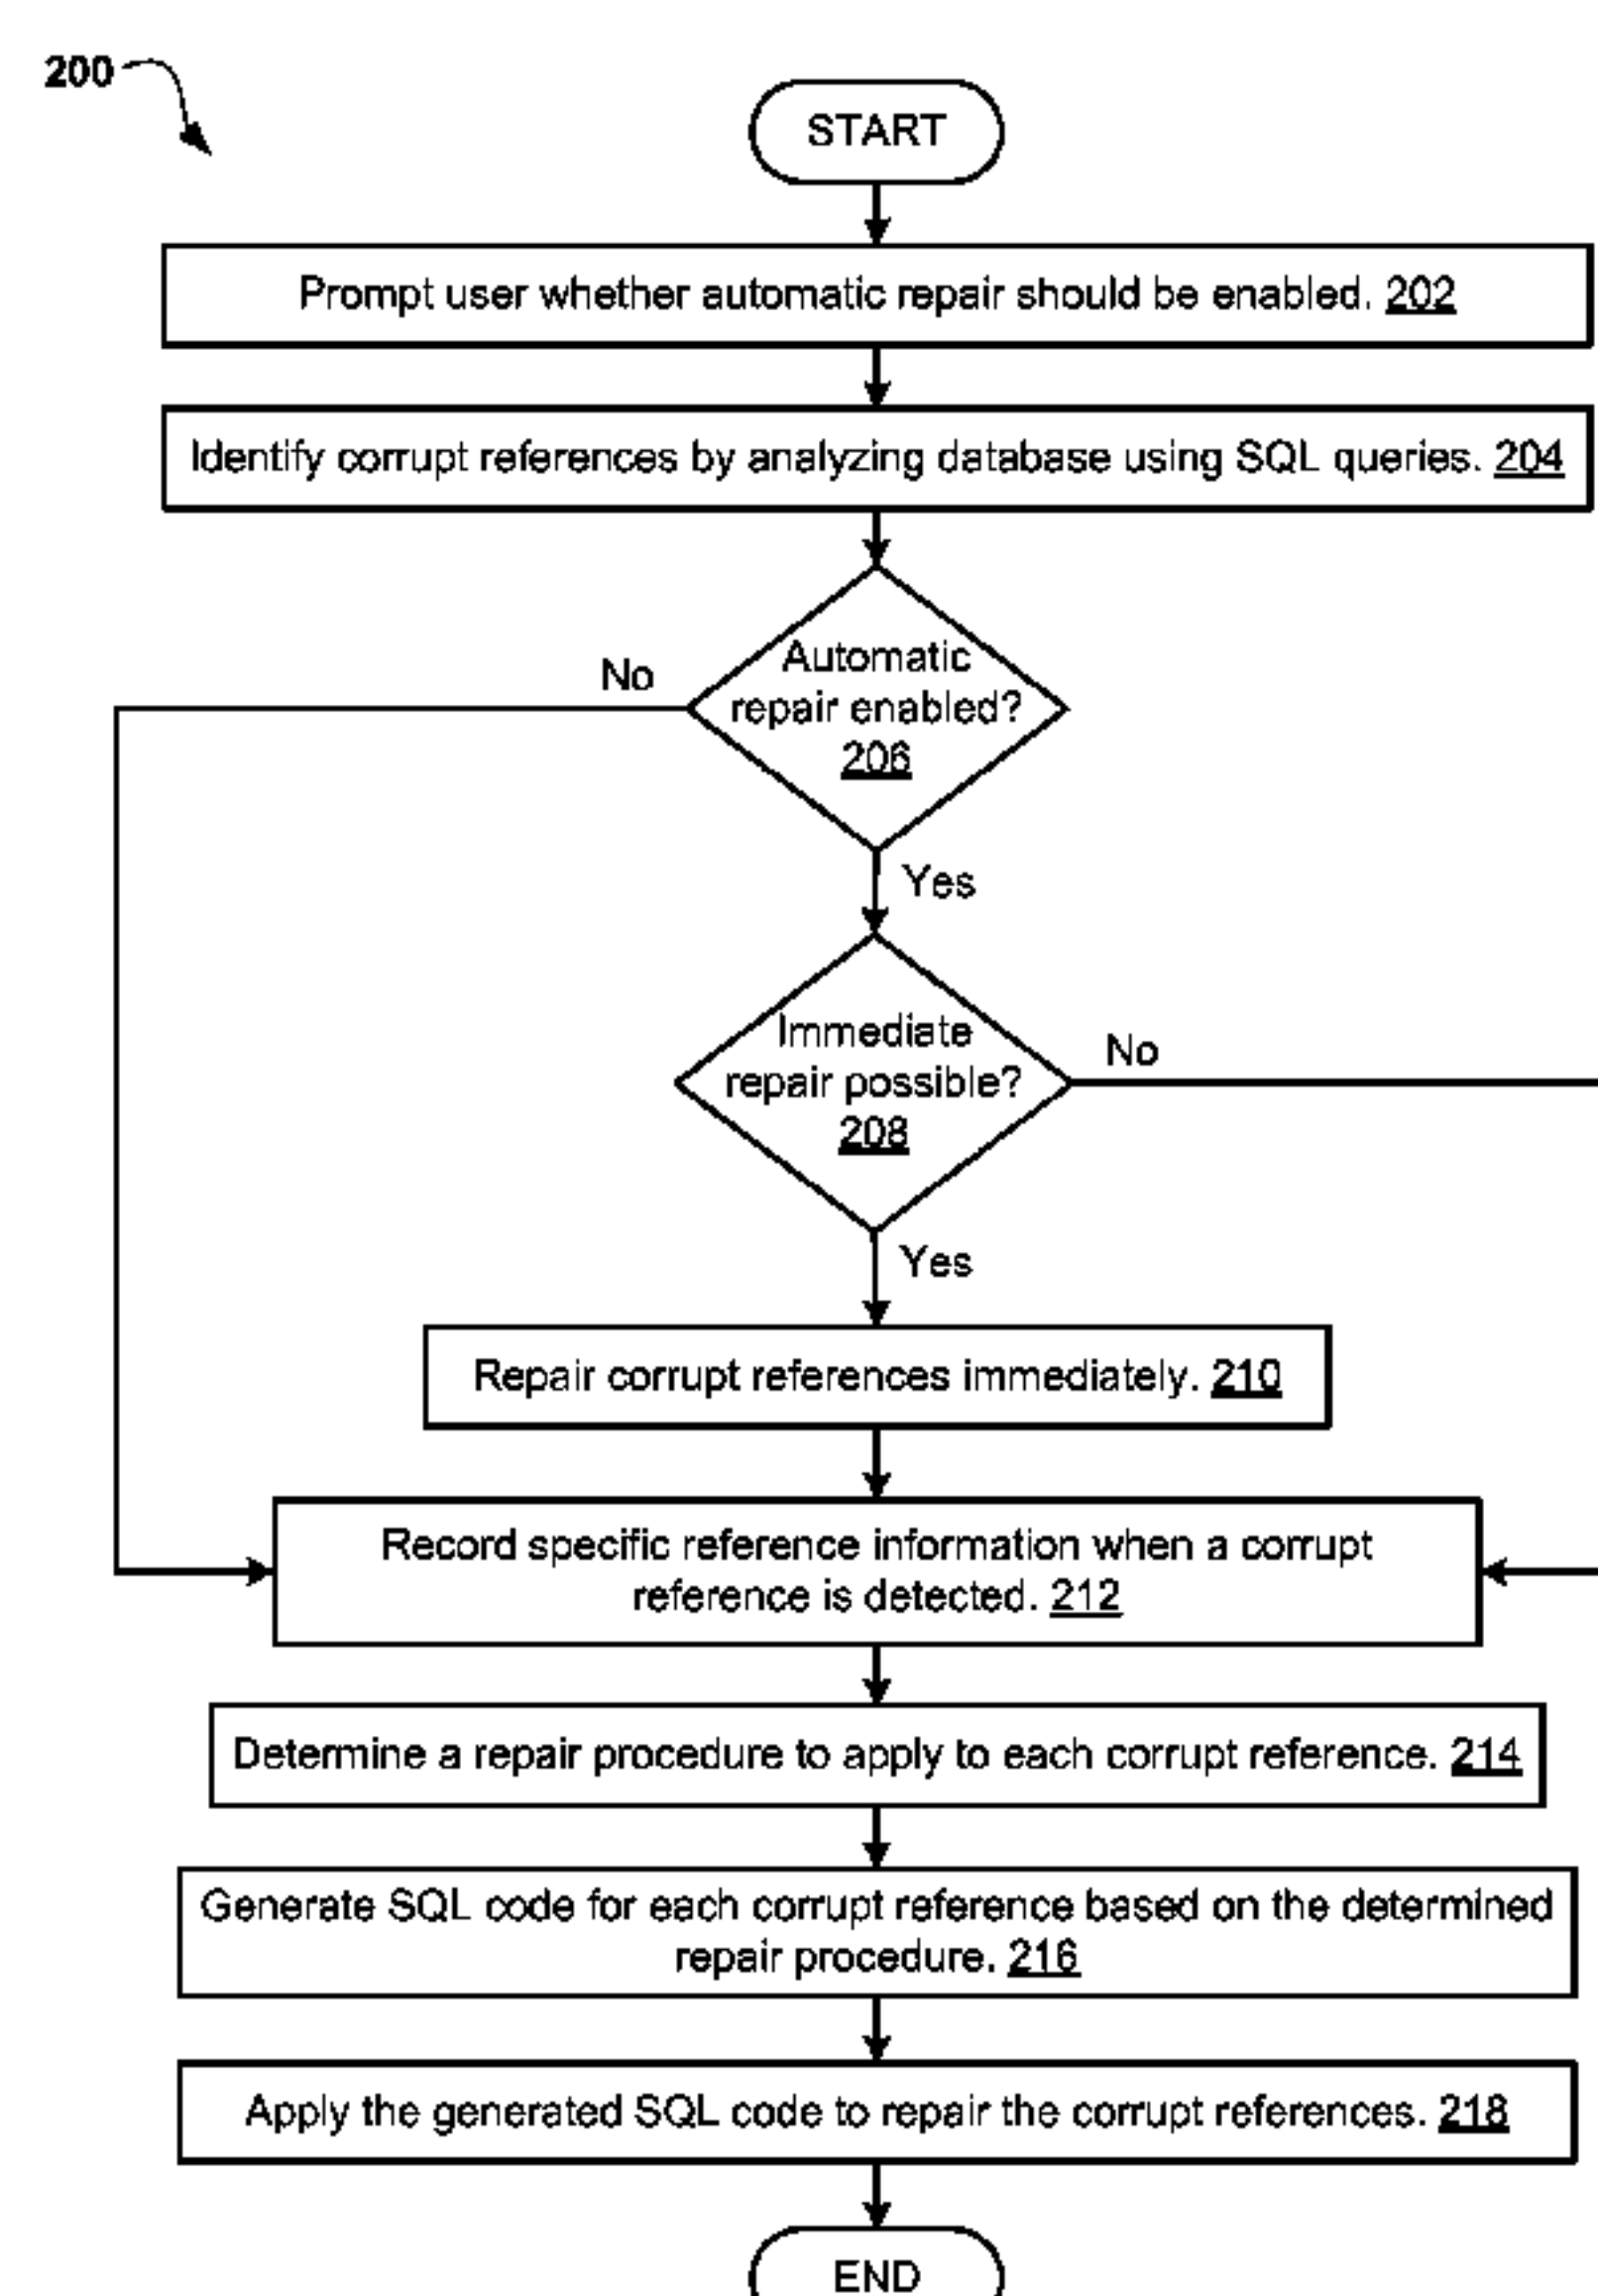 200
START
Prompt user whether automatic repair should be enabled. 202
Identify corrupt references by analyzing database using SQL queries. 204
Automatic
repair enabled?
206
No
Yes
Immediate
repair possible?
208
No
Yes
Repair corrupt references immediately. 210
Record specific reference information when a corrupt
reference is detected. 212
Determine a repair procedure to apply to each corrupt reference. 214
Generate SQL code for each corrupt reference based on the determined
repair procedure. 216
Apply the generated SQL code to repair the corrupt references. 218
END